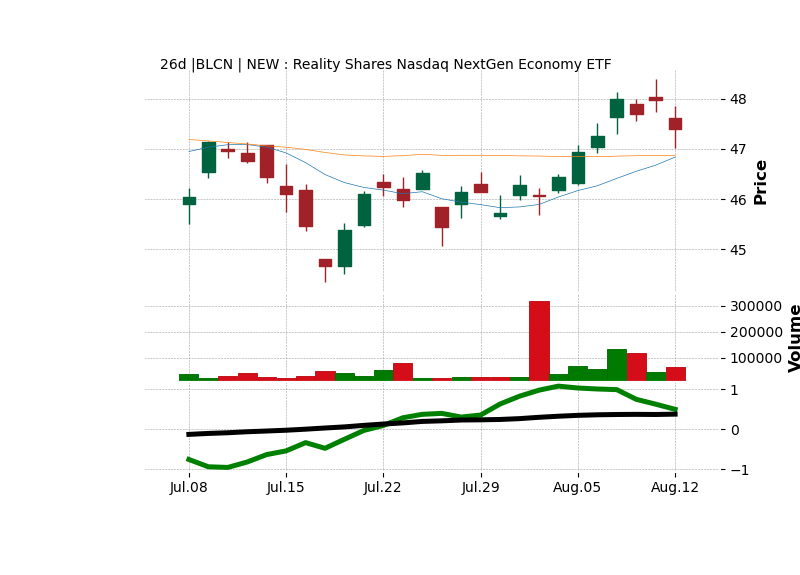 26d |BLCN | NEW : Reality Shares Nasdaq NextGen Economy ETF
48
47
46
45
Price
300000
200000
100000
Volume
1
0
−1
Jul.08 Jul.15 Jul.22 Jul.29 Aug.05 Aug.12